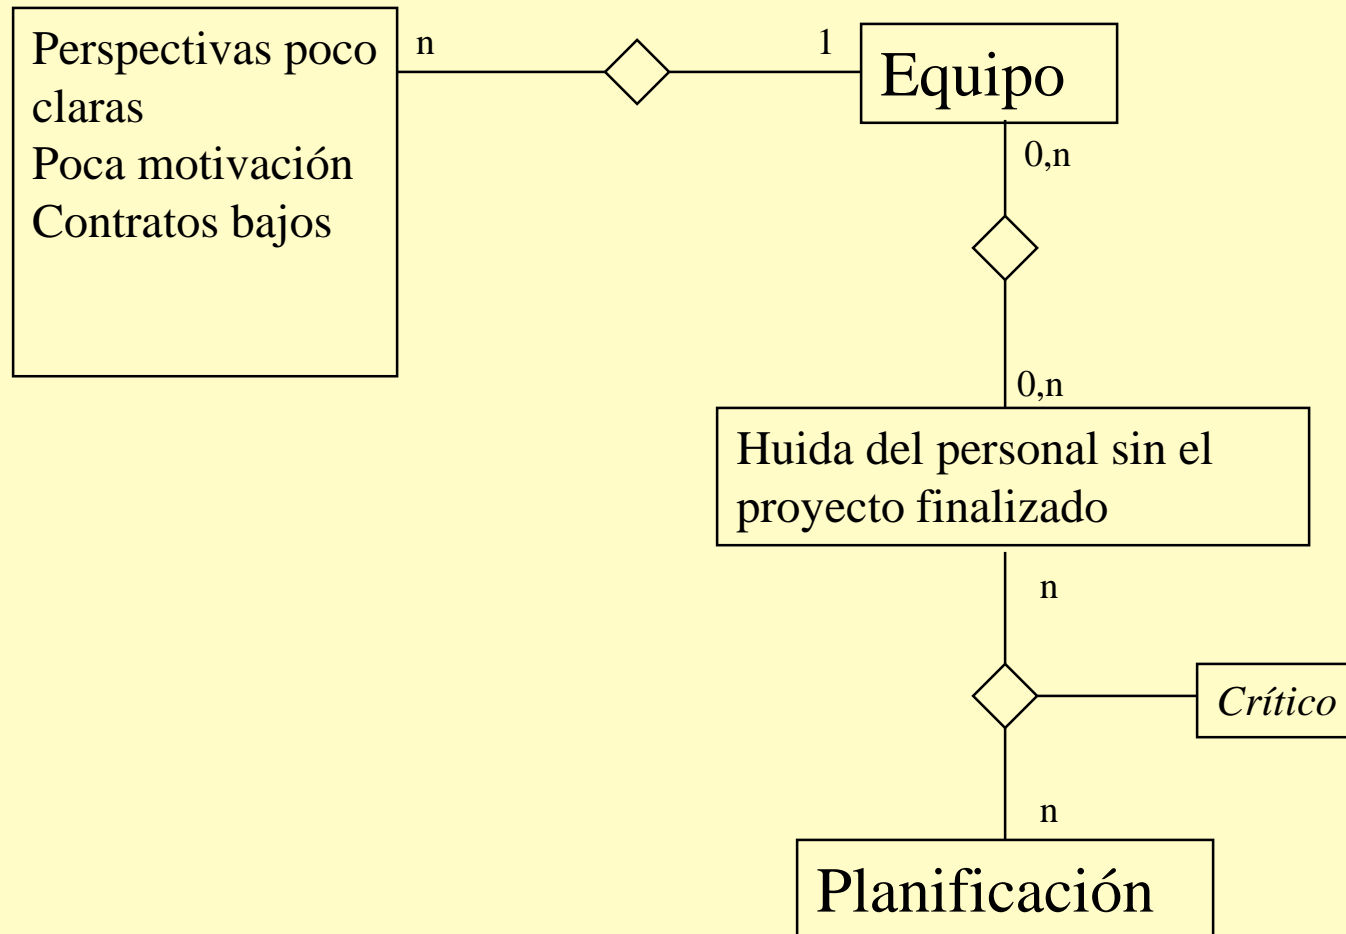 Perspectivas poco
claras
Poca motivación
Contratos bajos
n
1
Equipo
0,n
0,n
Huida del personal sin el
proyecto finalizado
n
Crítico
n
Planificación